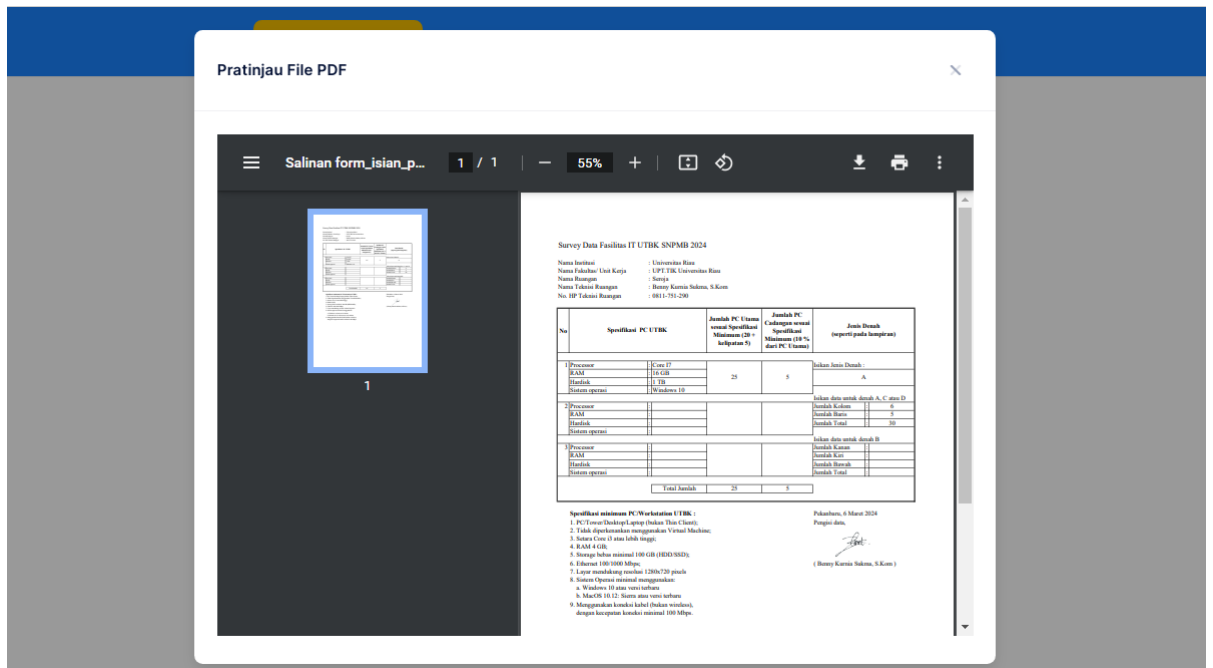 Pratinjau File PDF
Salinan form_isian_p...
1 / 1
55%
1
Survey Data Fasilitas IT UTBK SNPMB 2024
Nama Institusi : Universitas Riau
Nama Fakultas/ Unit Kerja : UPT.TIK Universitas Riau
Nama Ruangan : Seroja
Nama Teknisi Ruangan : Benny Kurnia Sukma, S.Kom
No. HP Teknisi Ruangan : 0811-751-290
No
Spesifikasi PC UTBK
Jumlah PC Utama
sesuai Spesifikasi
Minimum (20 +
kelipatan 5)
Jumlah PC
Cadangan sesuai
Spesifikasi
Minimum (10 %
dari PC Utama)
Jenis Denah
(seperti pada lampiran)
1 Processor : Core I7
RAM : 16 GB
Hardisk : 1 TB
Sistem operasi : Windows 10
25
5
Isikan Jenis Denah :
A
Isikan data untuk denah A, C atau D
2 Processor :
RAM :
Hardisk :
Sistem operasi :
Jumlah Kolom : 6
Jumlah Baris : 5
Jumlah Total : 30
Isikan data untuk denah B
3 Processor :
RAM :
Hardisk :
Sistem operasi :
Jumlah Kanan :
Jumlah Kiri :
Jumlah Bawah :
Jumlah Total :
Total Jumlah 25 5
Spesifikasi minimum PC/Workstation UTBK :
1. PC/Tower/Desktop/Laptop (bukan Thin Client);
2. Tidak diperkenankan menggunakan Virtual Machine;
3. Setara Core i3 atau lebih tinggi;
4. RAM 4 GB;
5. Storage bebas minimal 100 GB (HDD/SSD);
6. Ethernet 100/1000 Mbps;
7. Layar mendukung resolusi 1280x720 pixels
8. Sistem Operasi minimal menggunakan:
a. Windows 10 atau versi terbaru
b. MacOS 10,12: Sierra atau versi terbaru
9. Menggunakan koneksi kabel (bukan wireless),
dengan kecepatan koneksi minimal 100 Mbps.
Pekanbaru, 6 Maret 2024
Pengisi data,
( Benny Kurnia Sukma, S.Kom )